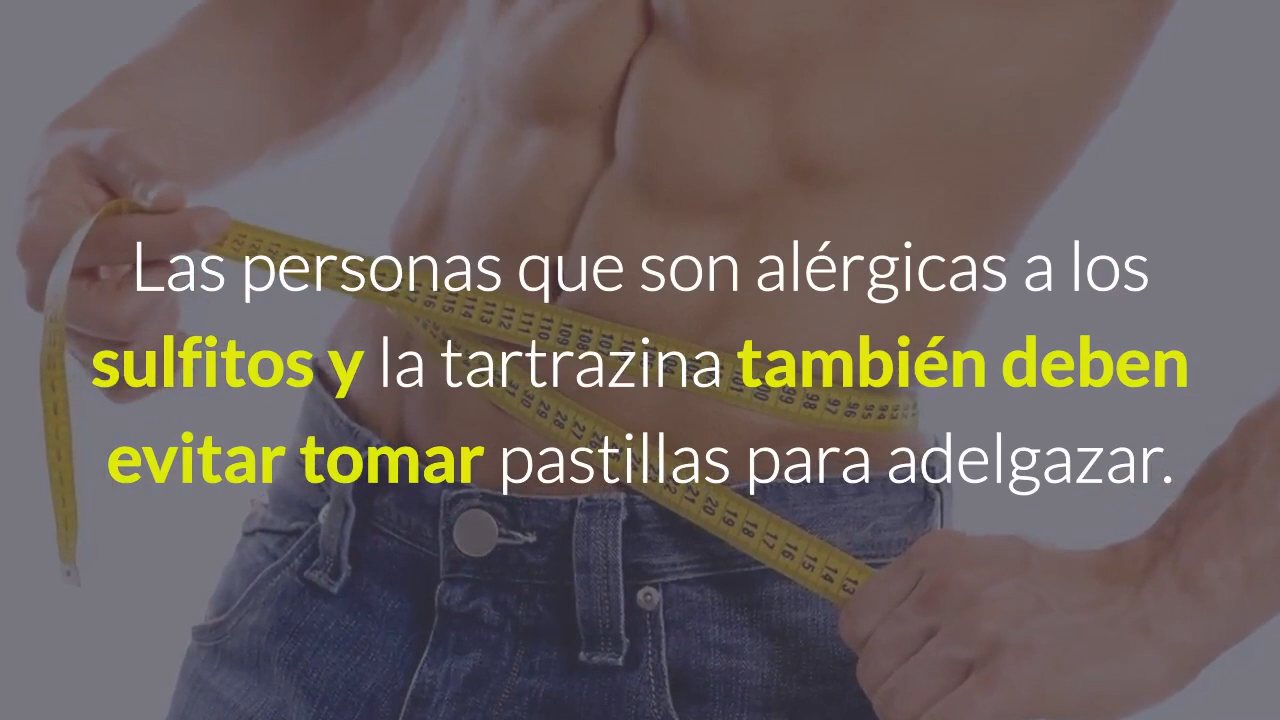 Las personas que son alérgicas a los
sulfitos y la tartrazina también deben
evitar tomar pastillas para adelgazar.